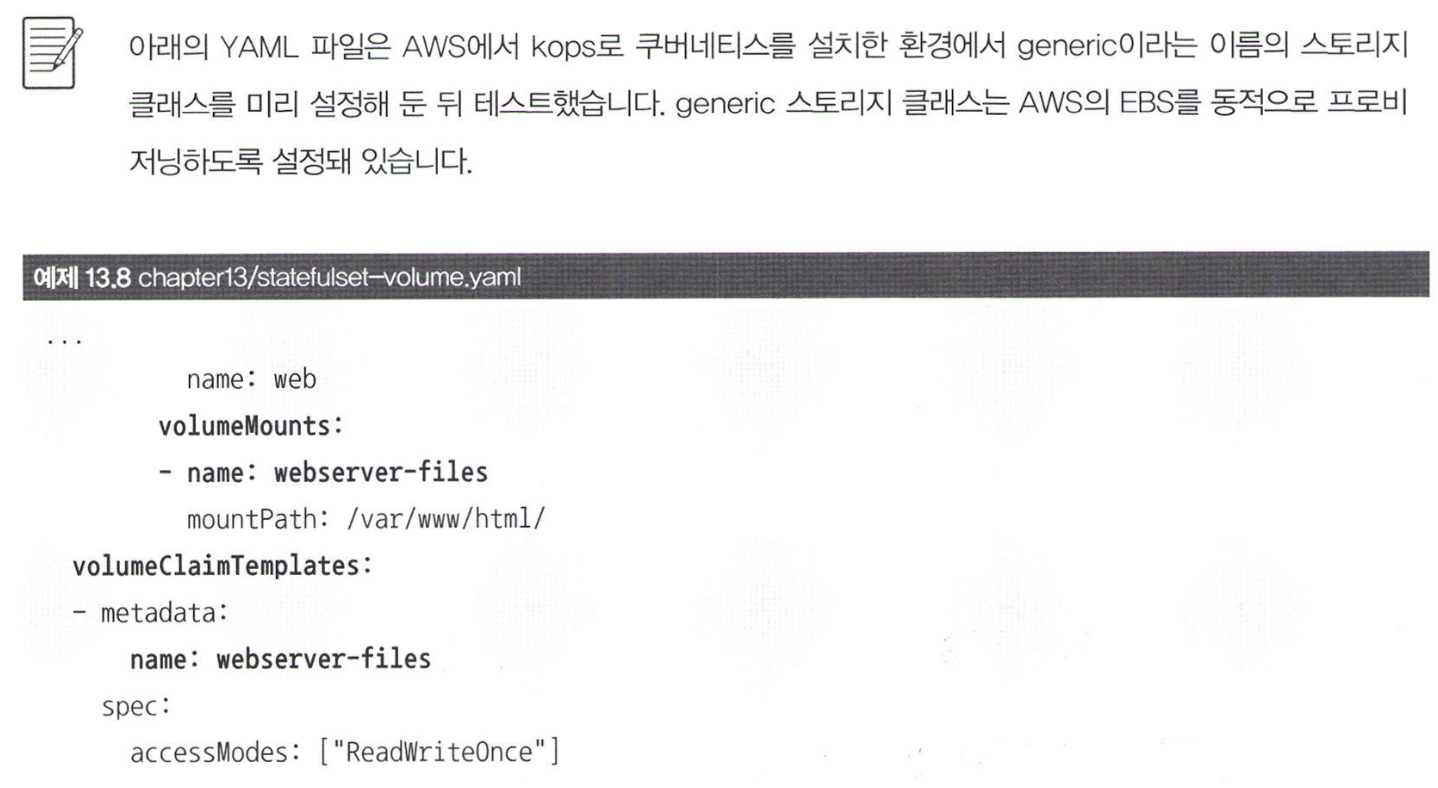 아래의 YAML 파일은 AWS에서 kops로 쿠버네티스를 설치한 환경에서 generic이라는 이름의 스토리지
클래스를 미리 설정해 둔 뒤 테스트했습니다. generic 스토리지 클래스는 AWS의 EBS를 동적으로 프로비
저닝하도록 설정돼 있습니다.
예제 13.8 chapter13/statefulset-volume.yaml
...
        name: web
      volumeMounts:
      - name: webserver-files
        mountPath: /var/www/html/
volumeClaimTemplates:
- metadata:
    name: webserver-files
  spec:
    accessModes: ["ReadWriteOnce"]